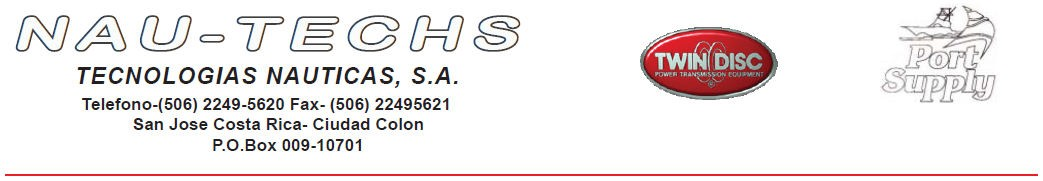 NAU-TECHS
TECNOLOGIAS NAUTICAS, S.A.
Telefono-(506) 2249-5620 Fax- (506) 22495621
San Jose Costa Rica- Ciudad Colon
P.O.Box 009-10701
TWIN DISC
POWER TRANSMISSION EQUIPMENT
Port
Supply